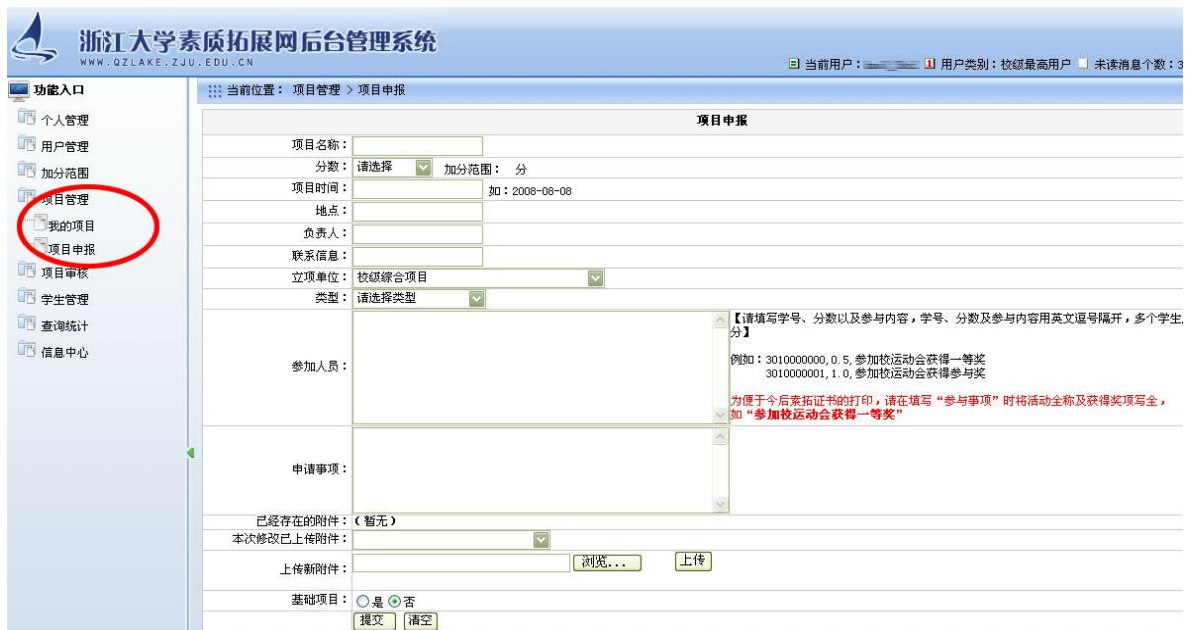 浙江大学素质拓展网后台管理系统
WWW.QZLAKE.ZJU.EDU.CN
当前用户： 用户类别：校级最高用户 未读消息个数：3
功能入口
当前位置： 项目管理 > 项目申报
个人管理
用户管理
加分范围
项目管理
我的项目
项目申报
项目审核
学生管理
查询统计
信息中心
项目申报
项目名称：
分数： 请选择 加分范围： 分
项目时间： 如：2008-08-08
地点：
负责人：
联系信息：
立项单位： 校级综合项目
类型： 请选择类型
参加人员：
【请填写学号、分数以及参与内容，学号、分数及参与内容用英文逗号隔开，多个学生
分】
例如：3010000000,0.5,参加校运动会获得一等奖
3010000001,1.0,参加校运动会获得参与奖
为便于今后素拓证书的打印，请在填写“参与事项”时将活动全称及获得奖项写全，
如“参加校运动会获得一等奖”
申请事项：
已经存在的附件：（暂无）
本次修改已上传附件：
上传新附件： 浏览... 上传
基础项目： 是 否
提交 清空